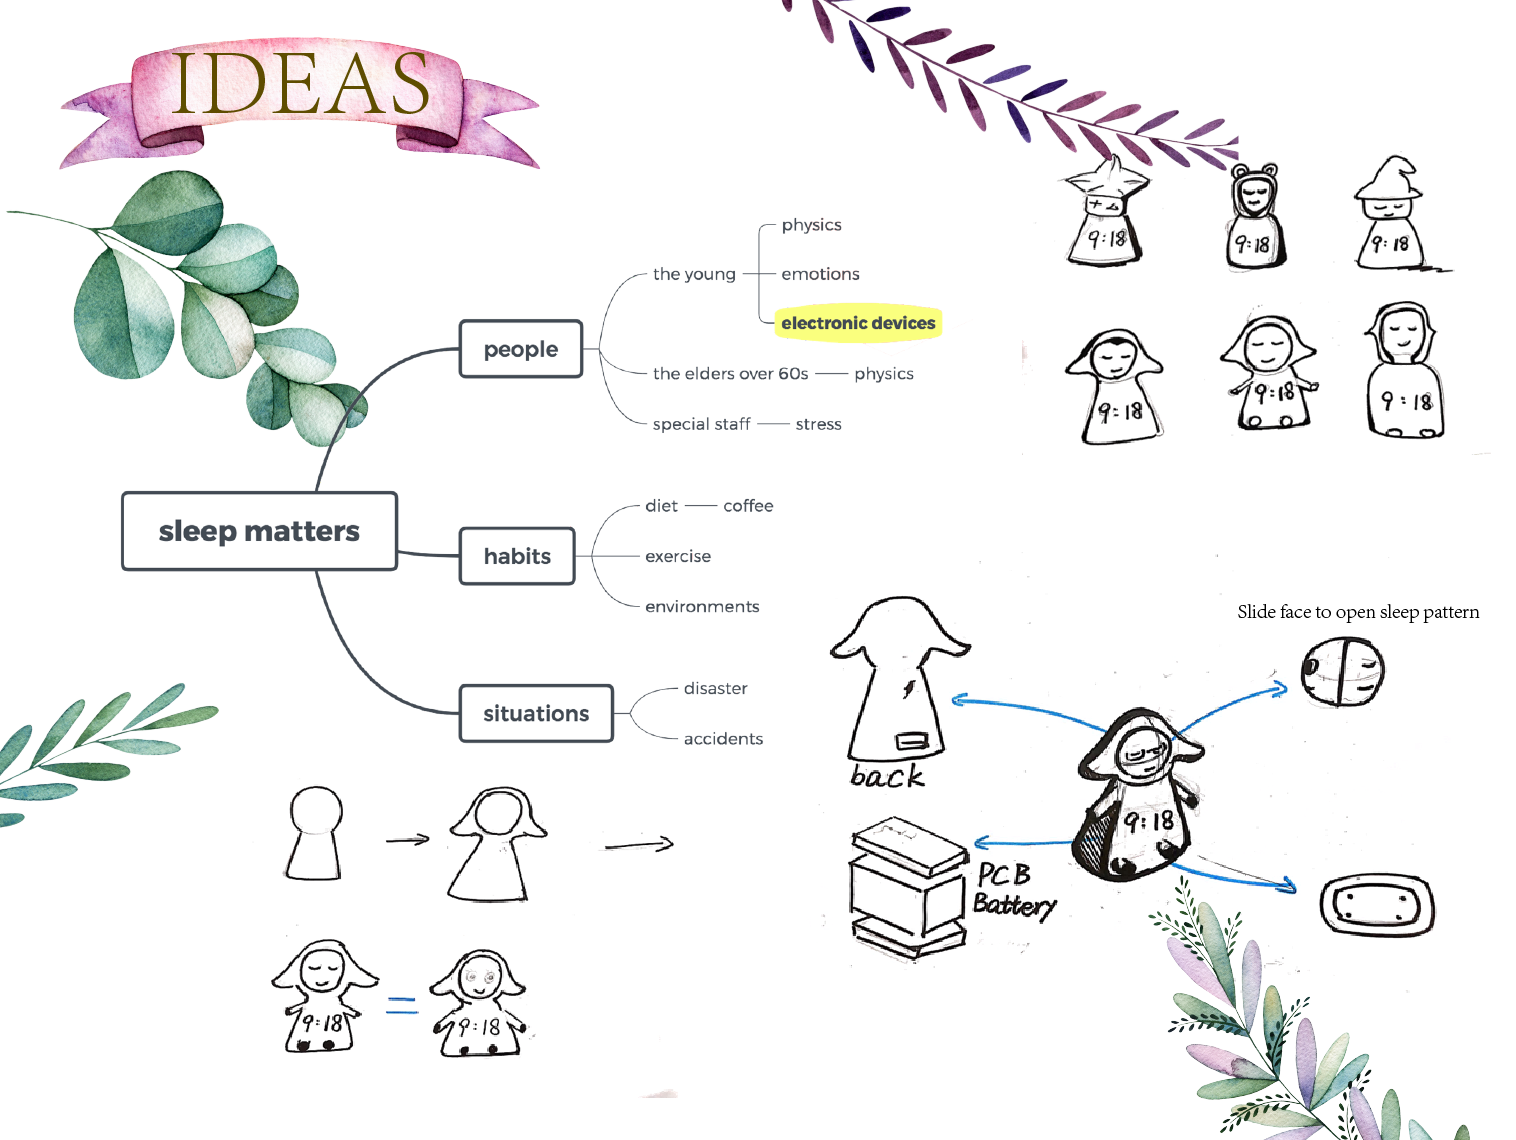 IDEAS
sleep matters
people
the young
physics
emotions
electronic devices
the elders over 60s
physics
special staff
stress
habits
diet
coffee
exercise
environments
situations
disaster
accidents
9:18
9:18
9:18
9:18
9:18
9:18
Slide face to open sleep pattern
back
9:18
PCB
Battery
9:18
=
9:18